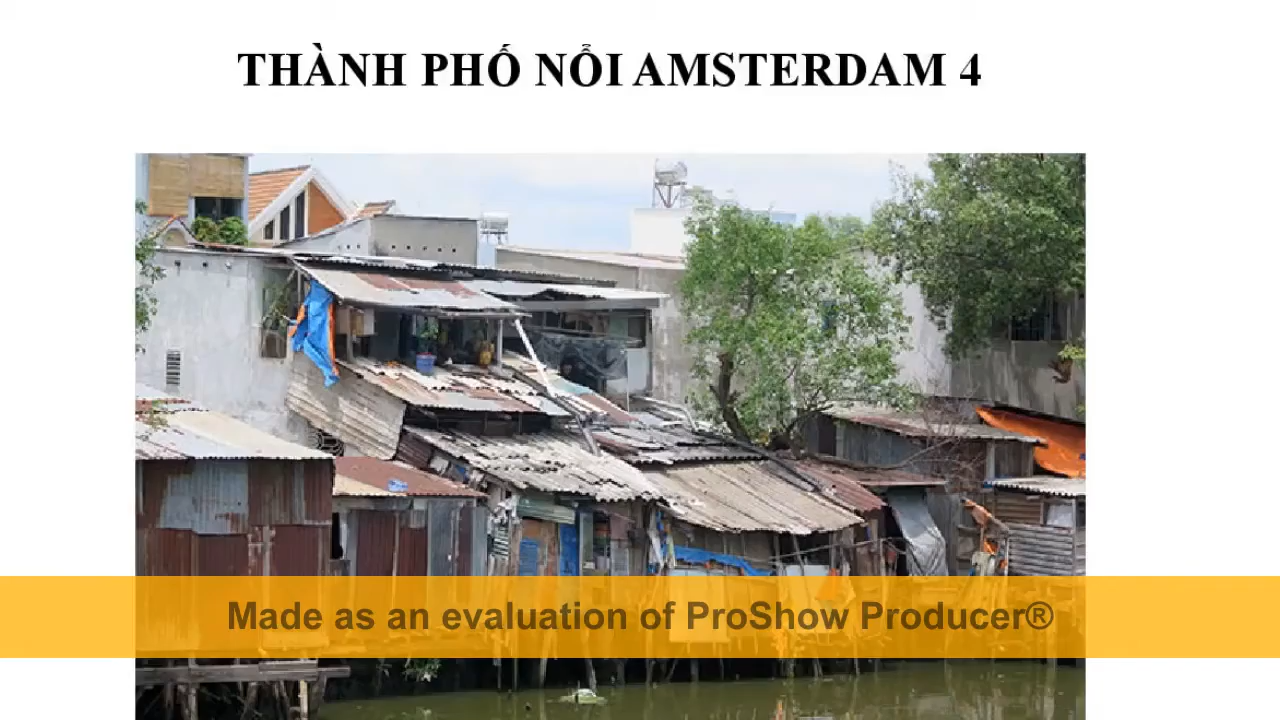 THÀNH PHỐ NỔI AMSTERDAM 4
Made as an evaluation of ProShow Producer®